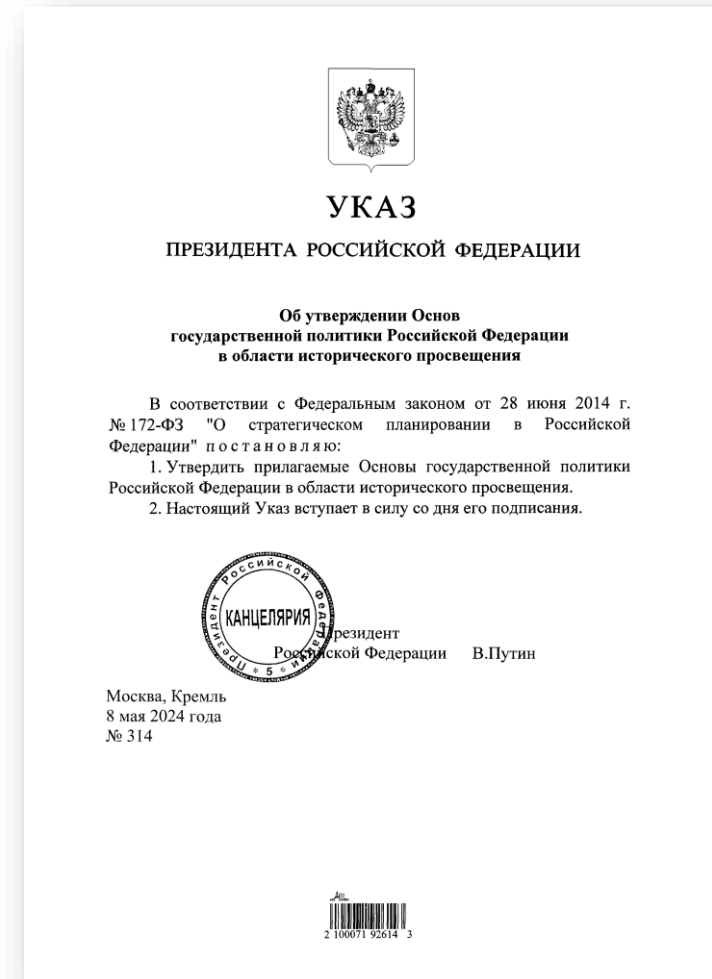 УКАЗ
ПРЕЗИДЕНТА РОССИЙСКОЙ ФЕДЕРАЦИИ
Об утверждении Основ
государственной политики Российской Федерации
в области исторического просвещения
В соответствии с Федеральным законом от 28 июня 2014 г.
№ 172-ФЗ "О стратегическом планировании в Российской
Федерации" п о с т а н о в л я ю:
1. Утвердить прилагаемые Основы государственной политики
Российской Федерации в области исторического просвещения.
2. Настоящий Указ вступает в силу со дня его подписания.
Президент Российской Федерации
КАНЦЕЛЯРИЯ
* 5 *
Президент
Российской Федерации В.Путин
Москва, Кремль
8 мая 2024 года
№ 314
2 100071 92614 3